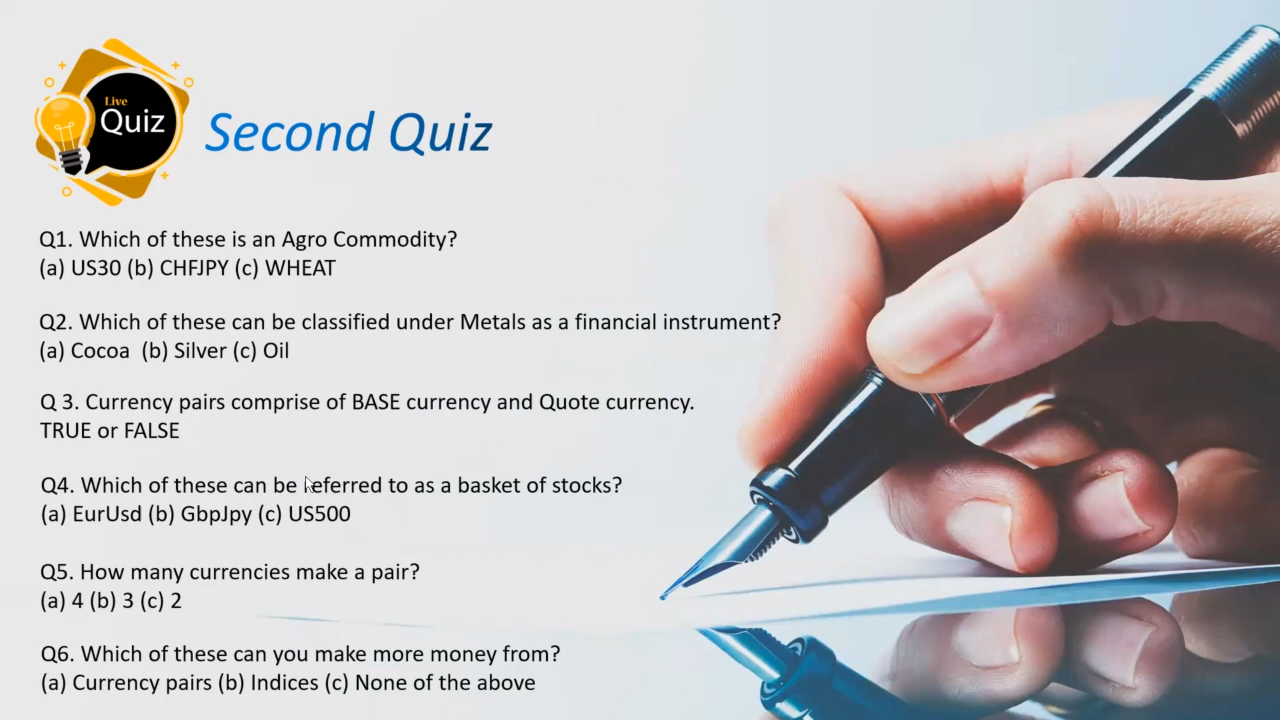 Live
Quiz
Second Quiz
Q1. Which of these is an Agro Commodity?
(a) US30 (b) CHFJPY (c) WHEAT
Q2. Which of these can be classified under Metals as a financial instrument?
(a) Cocoa (b) Silver (c) Oil
Q 3. Currency pairs comprise of BASE currency and Quote currency.
TRUE or FALSE
Q4. Which of these can be referred to as a basket of stocks?
(a) EurUsd (b) GbpJpy (c) US500
Q5. How many currencies make a pair?
(a) 4 (b) 3 (c) 2
Q6. Which of these can you make more money from?
(a) Currency pairs (b) Indices (c) None of the above